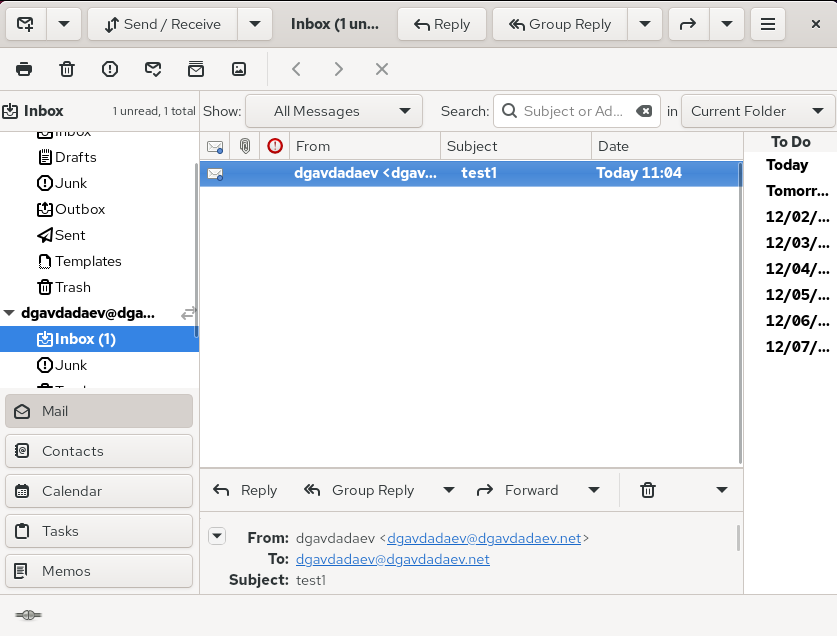 Send / Receive
Inbox (1 un...
Reply
Group Reply
Inbox
1 unread, 1 total
Show:
All Messages
Search:
Subject or Ad...
in
Current Folder
Inbox
Drafts
Junk
Outbox
Sent
Templates
Trash
dgavdadaev@dga...
Inbox (1)
Junk
Mail
Contacts
Calendar
Tasks
Memos
From
Subject
Date
dgavdadaev <dgav...
test1
Today 11:04
Reply
Group Reply
Forward
From: dgavdadaev <dgavdadaev@dgavdadaev.net>
To: dgavdadaev@dgavdadaev.net
Subject: test1
To Do
Today
Tomorr...
12/02/...
12/03/...
12/04/...
12/05/...
12/06/...
12/07/...